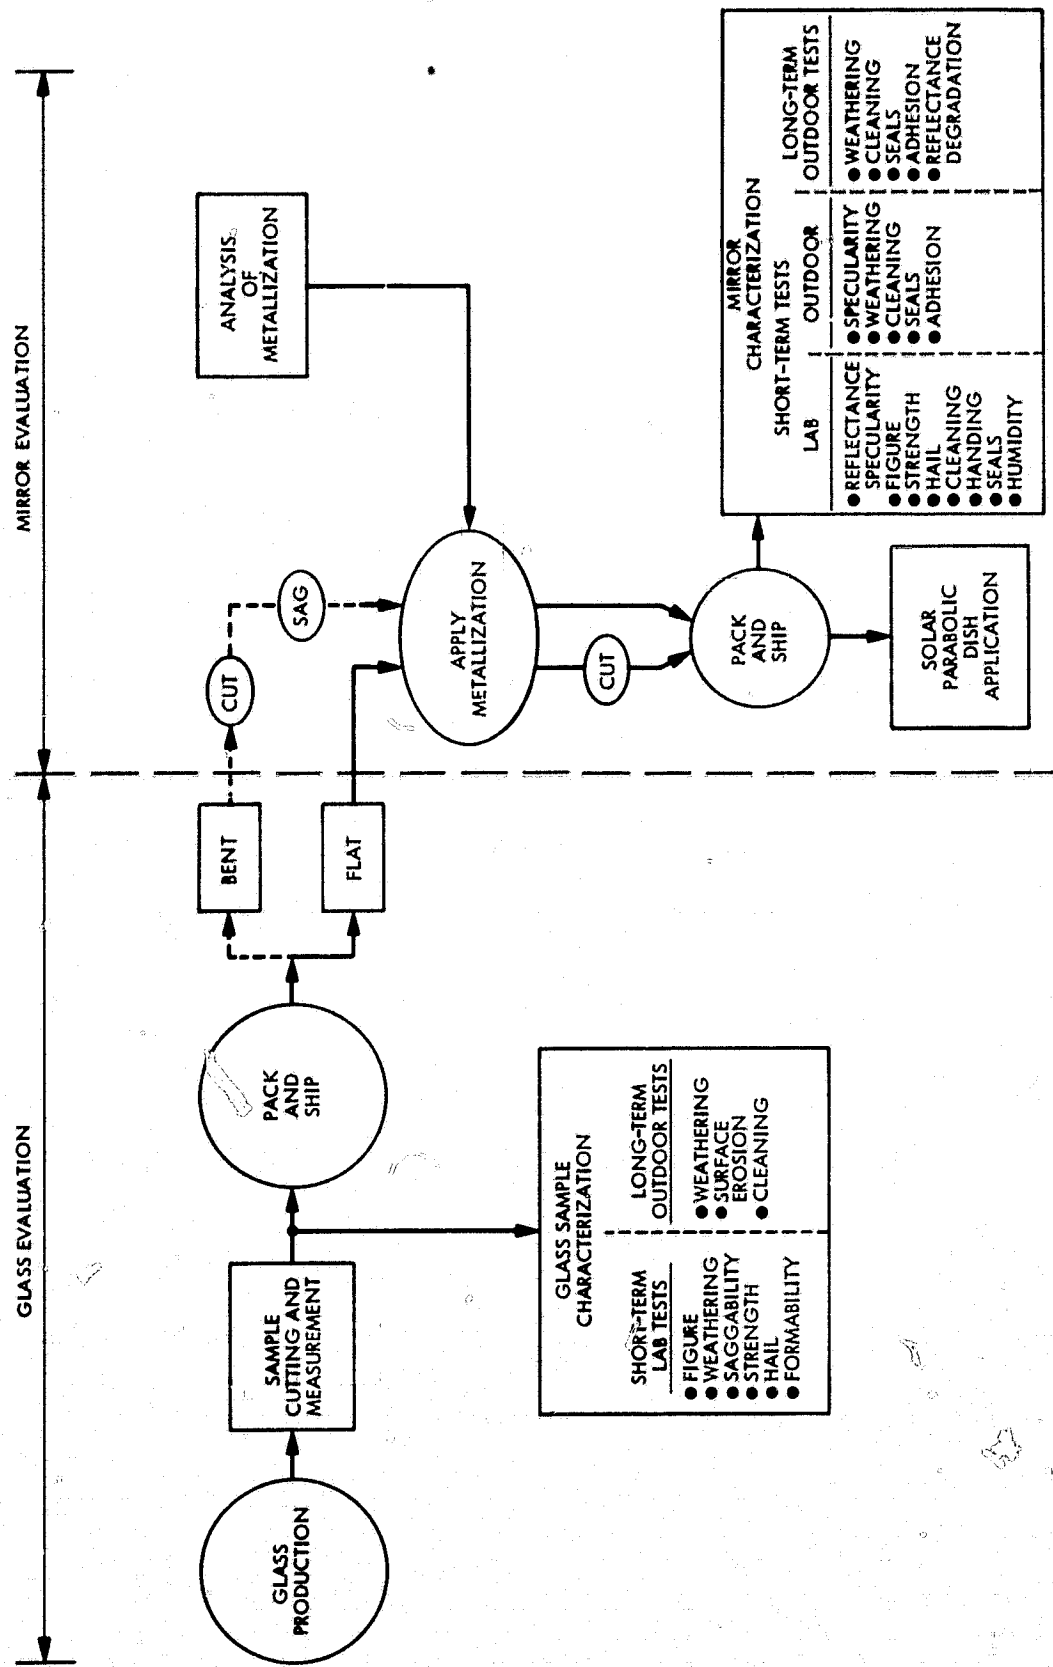 GLASS EVALUATION
MIRROR EVALUATION
GLASS
PRODUCTION
SAMPLE
CUTTING AND
MEASUREMENT
PACK
AND
SHIP
BENT
FLAT
CUT
SAG
ANALYSIS
OF
METALLIZATION
APPLY
METALLIZATION
CUT
PACK
AND
SHIP
SOLAR
PARABOLIC
DISH
APPLICATION
GLASS SAMPLE
CHARACTERIZATION
SHORT-TERM
LAB TESTS
● FIGURE
● WEATHERING
● SAGGABILITY
● STRENGTH
● HAIL
● FORMABILITY
LONG-TERM
OUTDOOR TESTS
● WEATHERING
● SURFACE
EROSION
● CLEANING
MIRROR
CHARACTERIZATION
SHORT-TERM TESTS
LAB
● REFLECTANCE
SPECULARITY
● FIGURE
● STRENGTH
● HAIL
● CLEANING
● HANDING
● SEALS
● HUMIDITY
OUTDOOR
● SPECULARITY
● WEATHERING
● CLEANING
● SEALS
● ADHESION
LONG-TERM
OUTDOOR TESTS
● WEATHERING
● CLEANING
● SEALS
● ADHESION
● REFLECTANCE
DEGRADATION